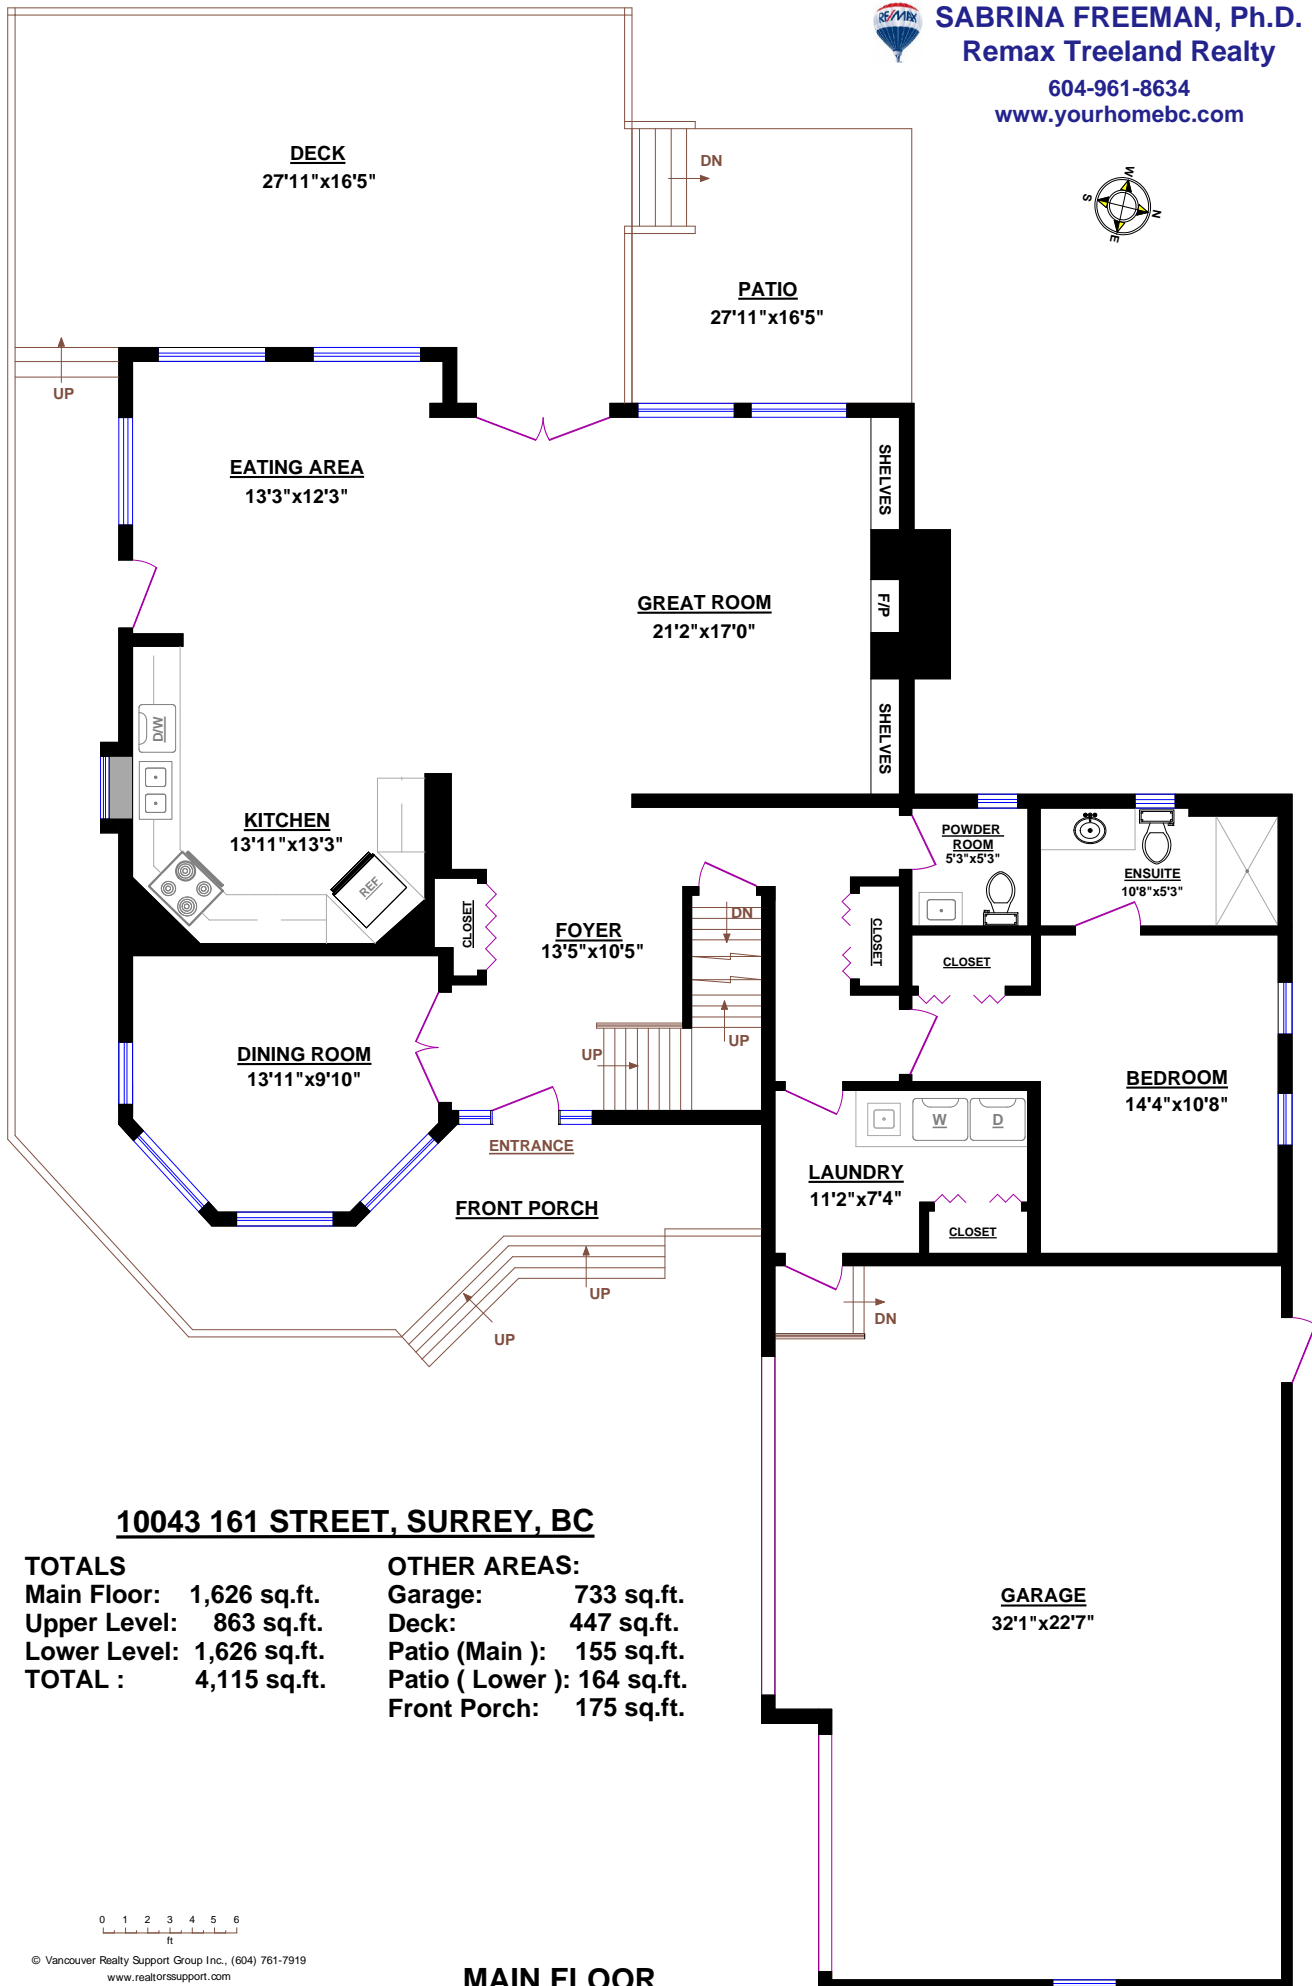 RE/MAX
SABRINA FREEMAN, Ph.D.
Remax Treeland Realty
604-961-8634
www.yourhomebc.com
W
S
N
E
DECK
27'11"x16'5"
DN
PATIO
27'11"x16'5"
UP
EATING AREA
13'3"x12'3"
SHELVES
GREAT ROOM
21'2"x17'0"
F/P
SHELVES
D/W
KITCHEN
13'11"x13'3"
REF
POWDER
ROOM
5'3"x5'3"
ENSUITE
10'8"x5'3"
CLOSET
FOYER
13'5"x10'5"
DN
CLOSET
CLOSET
UP
UP
DINING ROOM
13'11"x9'10"
BEDROOM
14'4"x10'8"
ENTRANCE
W
D
LAUNDRY
11'2"x7'4"
FRONT PORCH
CLOSET
UP
UP
DN
10043 161 STREET, SURREY, BC
TOTALS
Main Floor: 1,626 sq.ft.
Upper Level: 863 sq.ft.
Lower Level: 1,626 sq.ft.
TOTAL : 4,115 sq.ft.
OTHER AREAS:
Garage: 733 sq.ft.
Deck: 447 sq.ft.
Patio (Main ): 155 sq.ft.
Patio ( Lower ): 164 sq.ft.
Front Porch: 175 sq.ft.
GARAGE
32'1"x22'7"
0 1 2 3 4 5 6
ft
© Vancouver Realty Support Group Inc., (604) 761-7919
www.realtorssupport.com
MAIN FLOOR